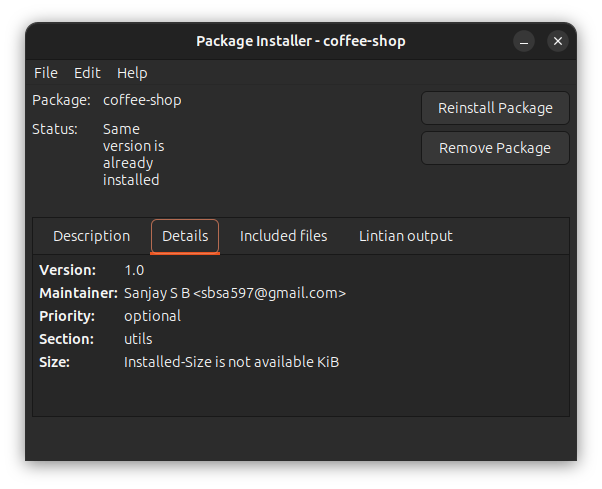 Package Installer - coffee-shop
File Edit Help
Package: coffee-shop
Reinstall Package
Status: Same
version is
already
installed
Remove Package
Description Details Included files Lintian output
Version: 1.0
Maintainer: Sanjay S B <sbsa597@gmail.com>
Priority: optional
Section: utils
Size: Installed-Size is not available KiB